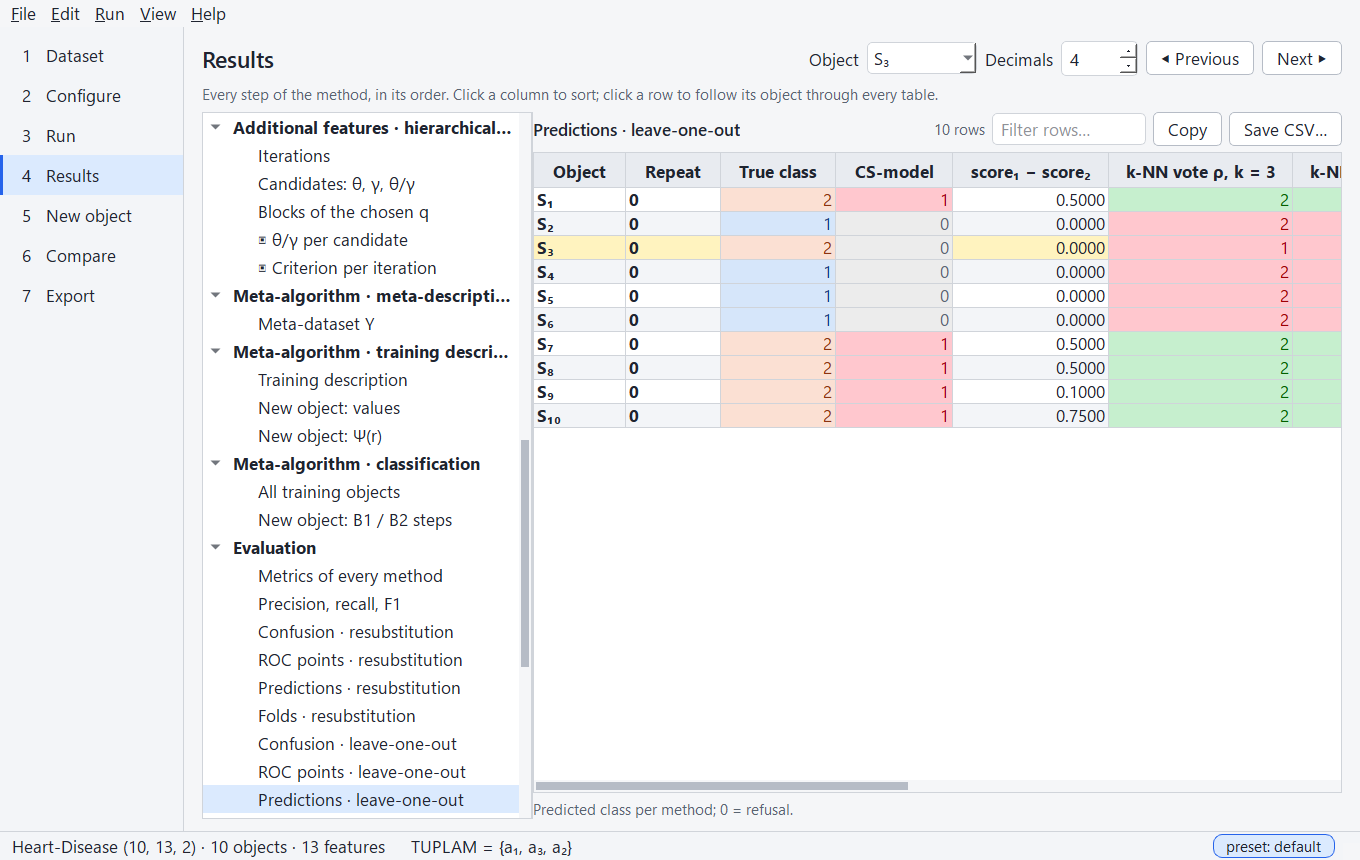 File Edit Run View Help
1 Dataset
2 Configure
3 Run
4 Results
5 New object
6 Compare
7 Export
Results
Object S₃ Decimals 4 Previous Next
Every step of the method, in its order. Click a column to sort; click a row to follow its object through every table.
Additional features · hierarchical...
Iterations
Candidates: θ, γ, θ/γ
Blocks of the chosen q
θ/γ per candidate
Criterion per iteration
Meta-algorithm · meta-descripti...
Meta-dataset Y
Meta-algorithm · training descri...
Training description
New object: values
New object: Ψ(r)
Meta-algorithm · classification
All training objects
New object: B1 / B2 steps
Evaluation
Metrics of every method
Precision, recall, F1
Confusion · resubstitution
ROC points · resubstitution
Predictions · resubstitution
Folds · resubstitution
Confusion · leave-one-out
ROC points · leave-one-out
Predictions · leave-one-out
Predictions · leave-one-out 10 rows Filter rows... Copy Save CSV...
Object Repeat True class CS-model score₁ − score₂ k-NN vote ρ, k = 3
S₁ 0 2 1 0.5000 2
S₂ 0 1 0 0.0000 2
S₃ 0 2 0 0.0000 1
S₄ 0 1 0 0.0000 2
S₅ 0 1 0 0.0000 2
S₆ 0 1 0 0.0000 2
S₇ 0 2 1 0.5000 2
S₈ 0 2 1 0.5000 2
S₉ 0 2 1 0.1000 2
S₁₀ 0 2 1 0.7500 2
Predicted class per method; 0 = refusal.
Heart-Disease (10, 13, 2) · 10 objects · 13 features TUPLAM = {a₁, a₃, a₂} preset: default